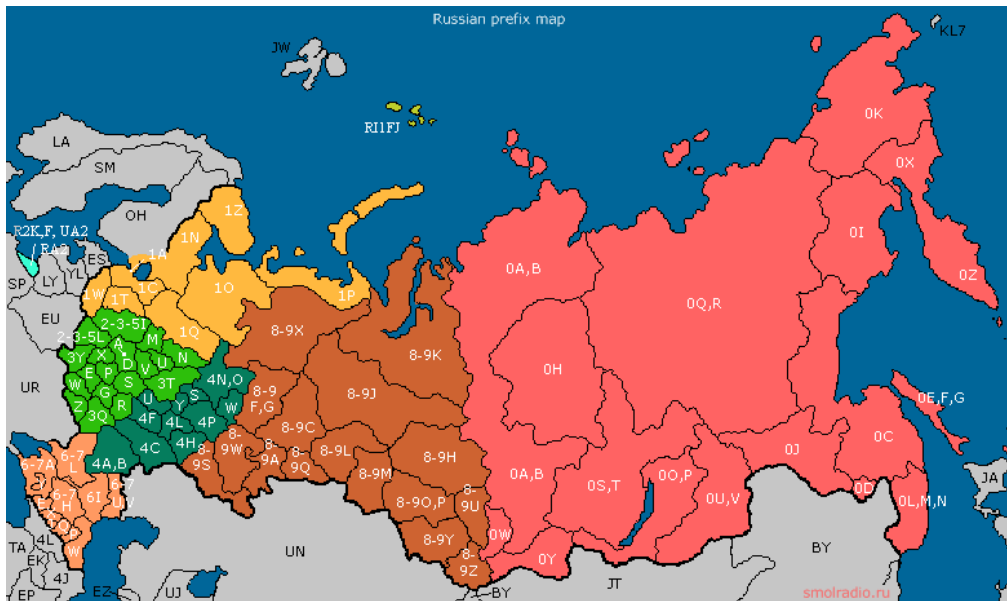 Russian prefix map
KL7
JW
RI1FJ
0K
LA
0X
SM
1Z
OH
R2K,F, UA2
RA2
1N
0I
1A
ES
0A,B
0Z
SP
LY
YL
1W
1C
1T
1O
1P
0Q,R
EU
2-3-5I
1Q
8-9X
2-3-5L
A
M
3Y
X
D
V
U
N
8-9K
UR
W
E
P
S
3T
4N,O
0H
8-9J
8-9
F,G
Z
G
3Q
R
U
4F
Y
S
4L
4P
W
0E,F,G
8-9C
4C
4H
8-
9W
8-
9A
8-
9Q
8-9L
0C
0J
6-7A
6-7
L
4A,B
8-
9S
8-9M
8-9H
0A,B
0S,T
0O,P
0U,V
0D
0L,M,N
JA
6-7
H
6I
6-7
U,V
8-9O,P
8-
9U
TA
4L
EK
4J
Q
P
W
8-9Y
0W
0Y
UN
BY
EP
EZ
UJ
8-
9Z
BY
JT
smolradio.ru